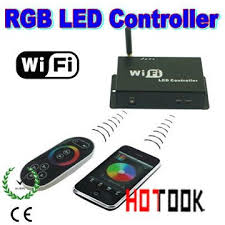 RGB LED Controller
WiFi
WiFi
LED Controller
HOTOOK
CE